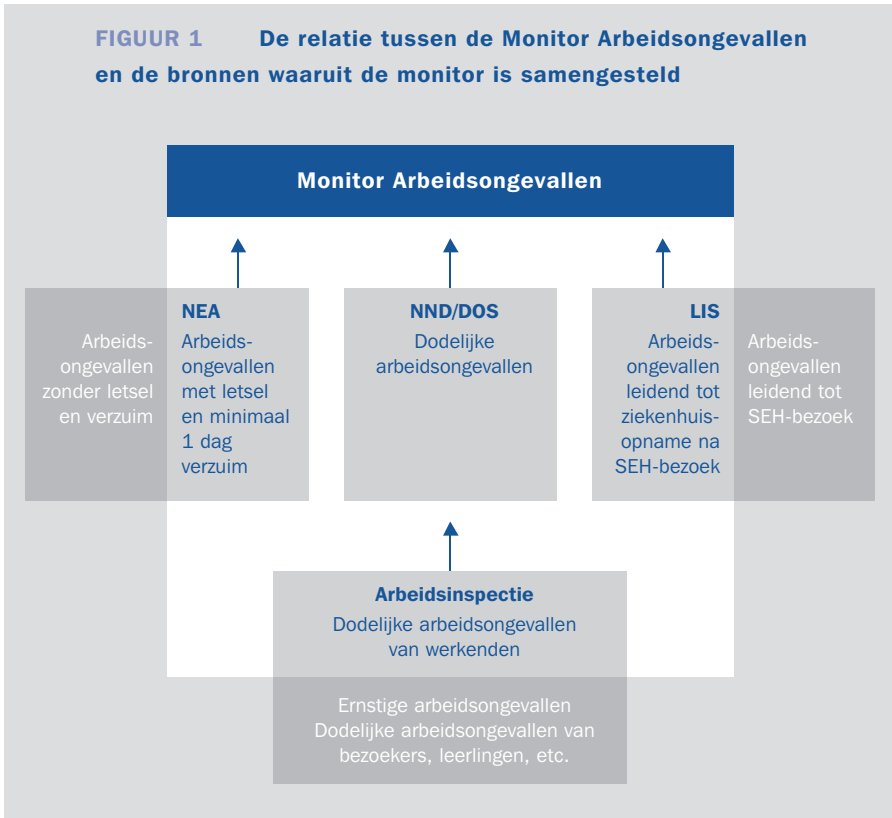 FIGUUR 1 De relatie tussen de Monitor Arbeidsongevallen
en de bronnen waaruit de monitor is samengesteld
Monitor Arbeidsongevallen
Arbeids-
ongevallen
zonder letsel
en verzuim
NEA
Arbeids-
ongevallen
met letsel
en minimaal
1 dag
verzuim
NND/DOS
Dodelijke
arbeidsongevallen
LIS
Arbeids-
ongevallen
leidend tot
ziekenhuis-
opname na
SEH-bezoek
Arbeids-
ongevallen
leidend tot
SEH-bezoek
Arbeidsinspectie
Dodelijke arbeidsongevallen
van werkenden
Ernstige arbeidsongevallen
Dodelijke arbeidsongevallen van
bezoekers, leerlingen, etc.